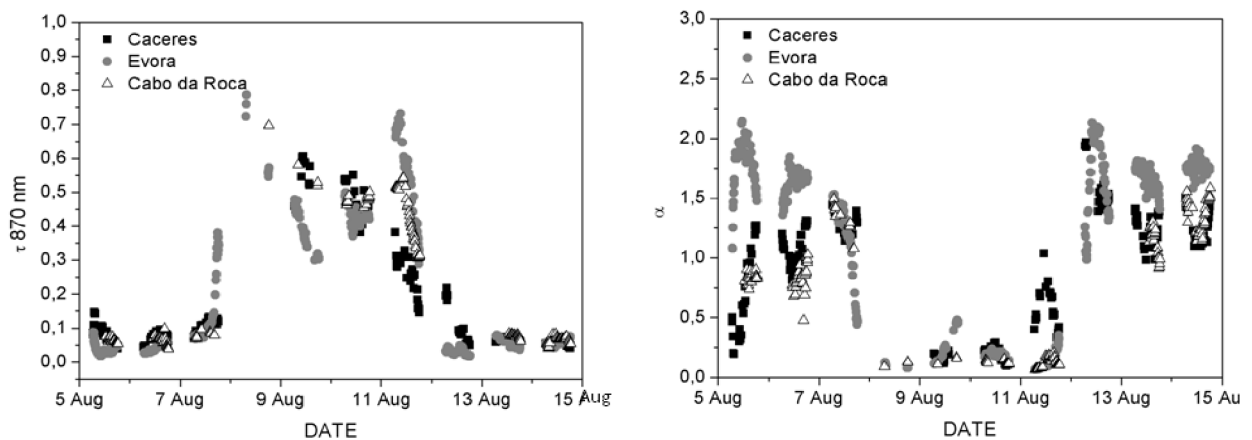 1,0
0,9
0,8
0,7
0,6
0,5
0,4
0,3
0,2
0,1
0,0
τ 870 nm
Caceres
Evora
Cabo da Roca
5 Aug 7 Aug 9 Aug 11 Aug 13 Aug 15 Aug
DATE
3,0
2,5
2,0
1,5
1,0
0,5
0,0
α
Caceres
Evora
Cabo da Roca
5 Aug 7 Aug 9 Aug 11 Aug 13 Aug 15 Au
DATE